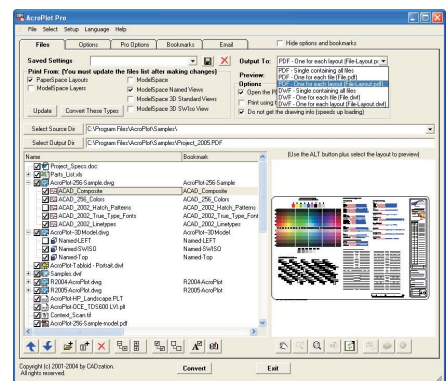 AcroPlot Pro
File Select Setup Language Help
Files Options Pro Options Bookmarks Email Hide options and bookmarks
Saved Settings
Output To: PDF - One for each layout (File-Layout.pc
Print From: (You must update the files list after making changes)
PDF - Single containing all files
PDF - One for each file (File.pdf)
PDF - One for each layout (File-Layout.pdf)
DWF - Single containing all files
DWF - One for each file (File.dwf)
DWF - One for each layout (File-Layout.dwf)
PaperSpace Layouts
ModelSpace Layers
ModelSpace
ModelSpace Named Views
ModelSpace 3D Standard Views
ModelSpace 3D SWIso View
Preview:
Options
Open the P
Print using
Do not get the drawing info (speeds up loading)
Update Convert These Types
Select Source Dir C:\Program Files\AcroPlot\Samples\
Select Output Dir C:\Program Files\AcroPlot\Samples\Project_2005.PDF
Name Bookmark
(Use the ALT button plus select the layout to preview)
Project_Specs.doc
Parts_List.xls
AcroPlot-256-Sample.dwg AcroPlot-256-Sample
ACAD_Composite ACAD_Composite
ACAD_256_Colors ACAD_256_Colors
ACAD_2002_Hatch_Patterns ACAD_2002_Hatch_Patterns
ACAD_2002_True_Type_Fonts ACAD_2002_True_Type_Font
ACAD_2002_Linetypes ACAD_2002_Linetypes
AcroPlot-3D-Model.dwg AcroPlot-3D-Model
Named-LEFT Named-LEFT
Named-SWISO Named-SWISO
Named-Top Named-Top
AcroPlot-Tabloid - Portrait.dwf
Samples.dwf
R2004-AcroPlot.dwg R2004-AcroPlot
R2005-AcroPlot.dwg R2005-AcroPlot
AcroPlot-HP_Landscape.PLT
AcroPlot-OCE_TDS600 LVI.plt
Context_Scan.tif
AcroPlot-256-Sample-model.pdf
Copyright (c) 2001-2004 by CADzation.
All rights reserved.
Convert Exit